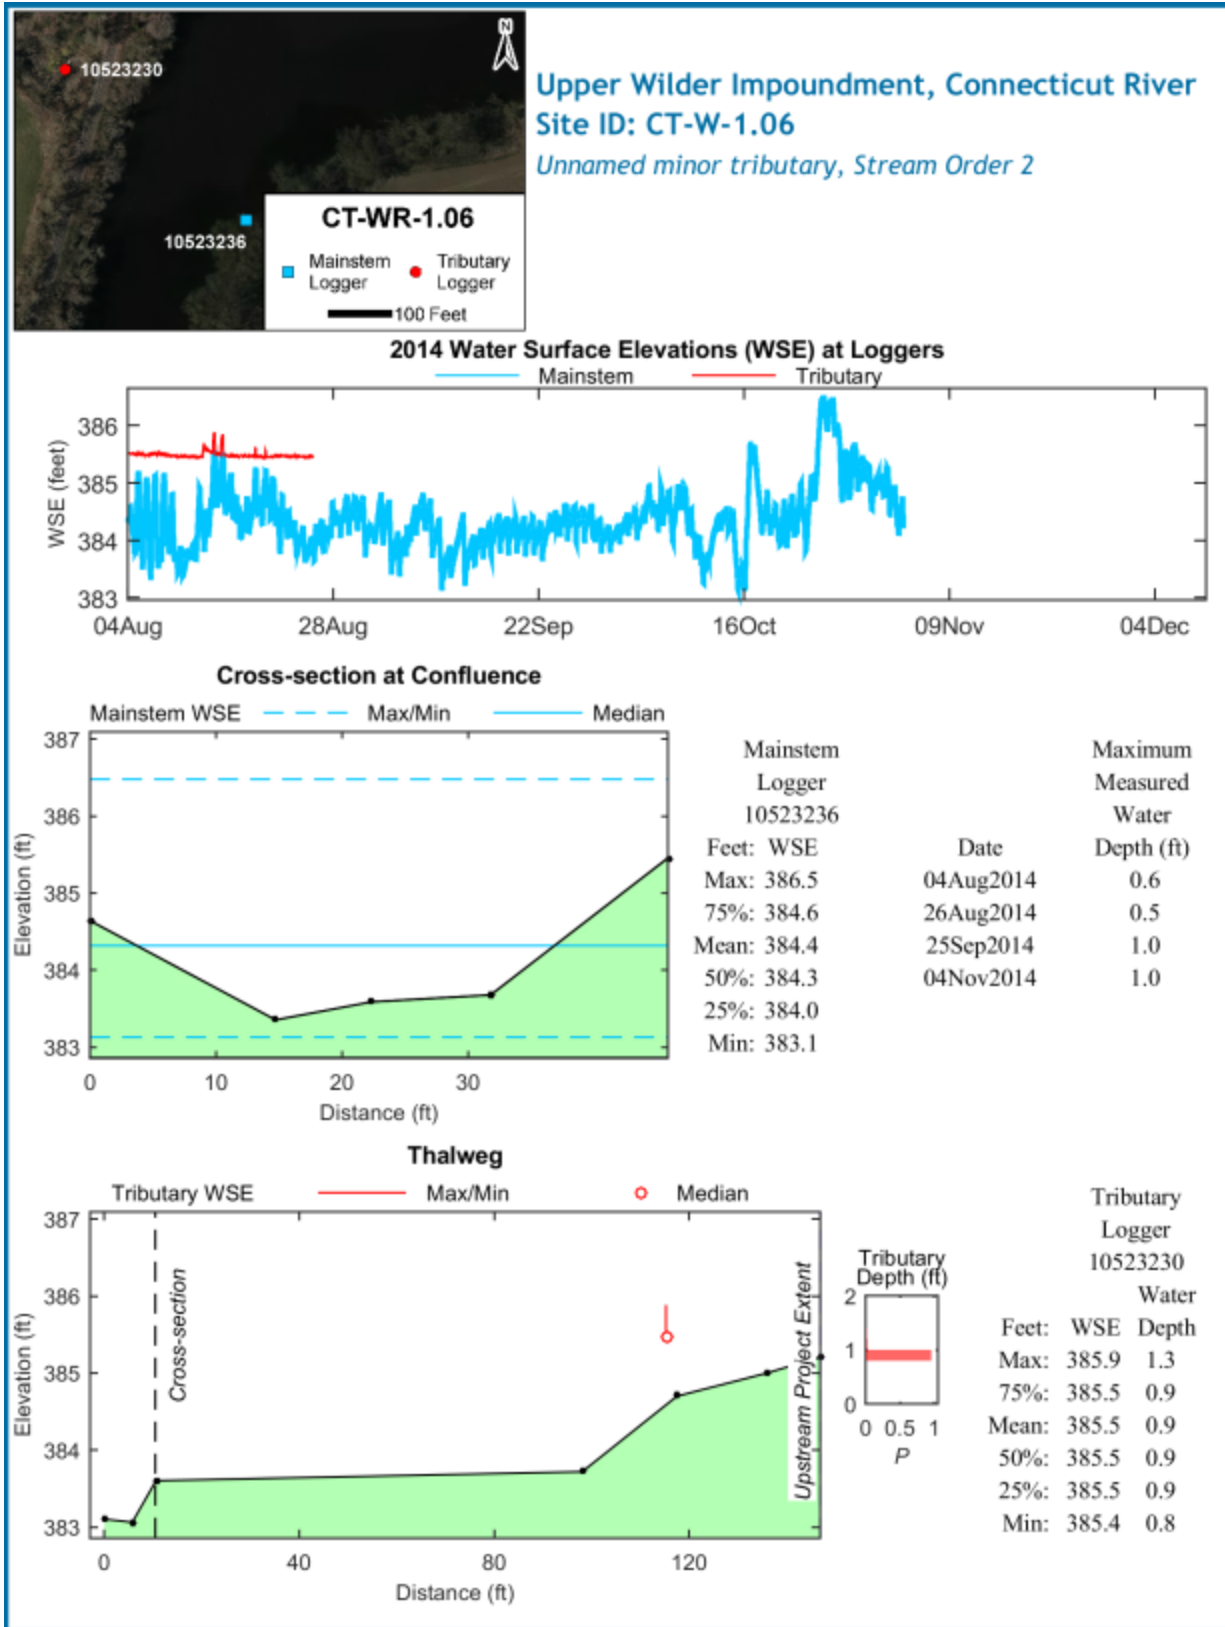 N
10523230
10523236
CT-WR-1.06
Mainstem Logger
Tributary Logger
100 Feet
Upper Wilder Impoundment, Connecticut River
Site ID: CT-W-1.06
Unnamed minor tributary, Stream Order 2
2014 Water Surface Elevations (WSE) at Loggers
Mainstem Tributary
WSE (feet)
386
385
384
383
04Aug 28Aug 22Sep 16Oct 09Nov 04Dec
Cross-section at Confluence
Mainstem WSE Max/Min Median
Elevation (ft)
387
386
385
384
383
0 10 20 30
Distance (ft)
Mainstem
Logger
10523236
Feet: WSE
Max: 386.5
75%: 384.6
Mean: 384.4
50%: 384.3
25%: 384.0
Min: 383.1
Maximum
Measured
Water
Date Depth (ft)
04Aug2014 0.6
26Aug2014 0.5
25Sep2014 1.0
04Nov2014 1.0
Thalweg
Tributary WSE Max/Min Median
Elevation (ft)
387
386
385
384
383
Cross-section
Upstream Project Extent
0 40 80 120
Distance (ft)
Tributary
Depth (ft)
2
1
0
0 0.5 1
P
Tributary
Logger
10523230
Water
Feet: WSE Depth
Max: 385.9 1.3
75%: 385.5 0.9
Mean: 385.5 0.9
50%: 385.5 0.9
25%: 385.5 0.9
Min: 385.4 0.8